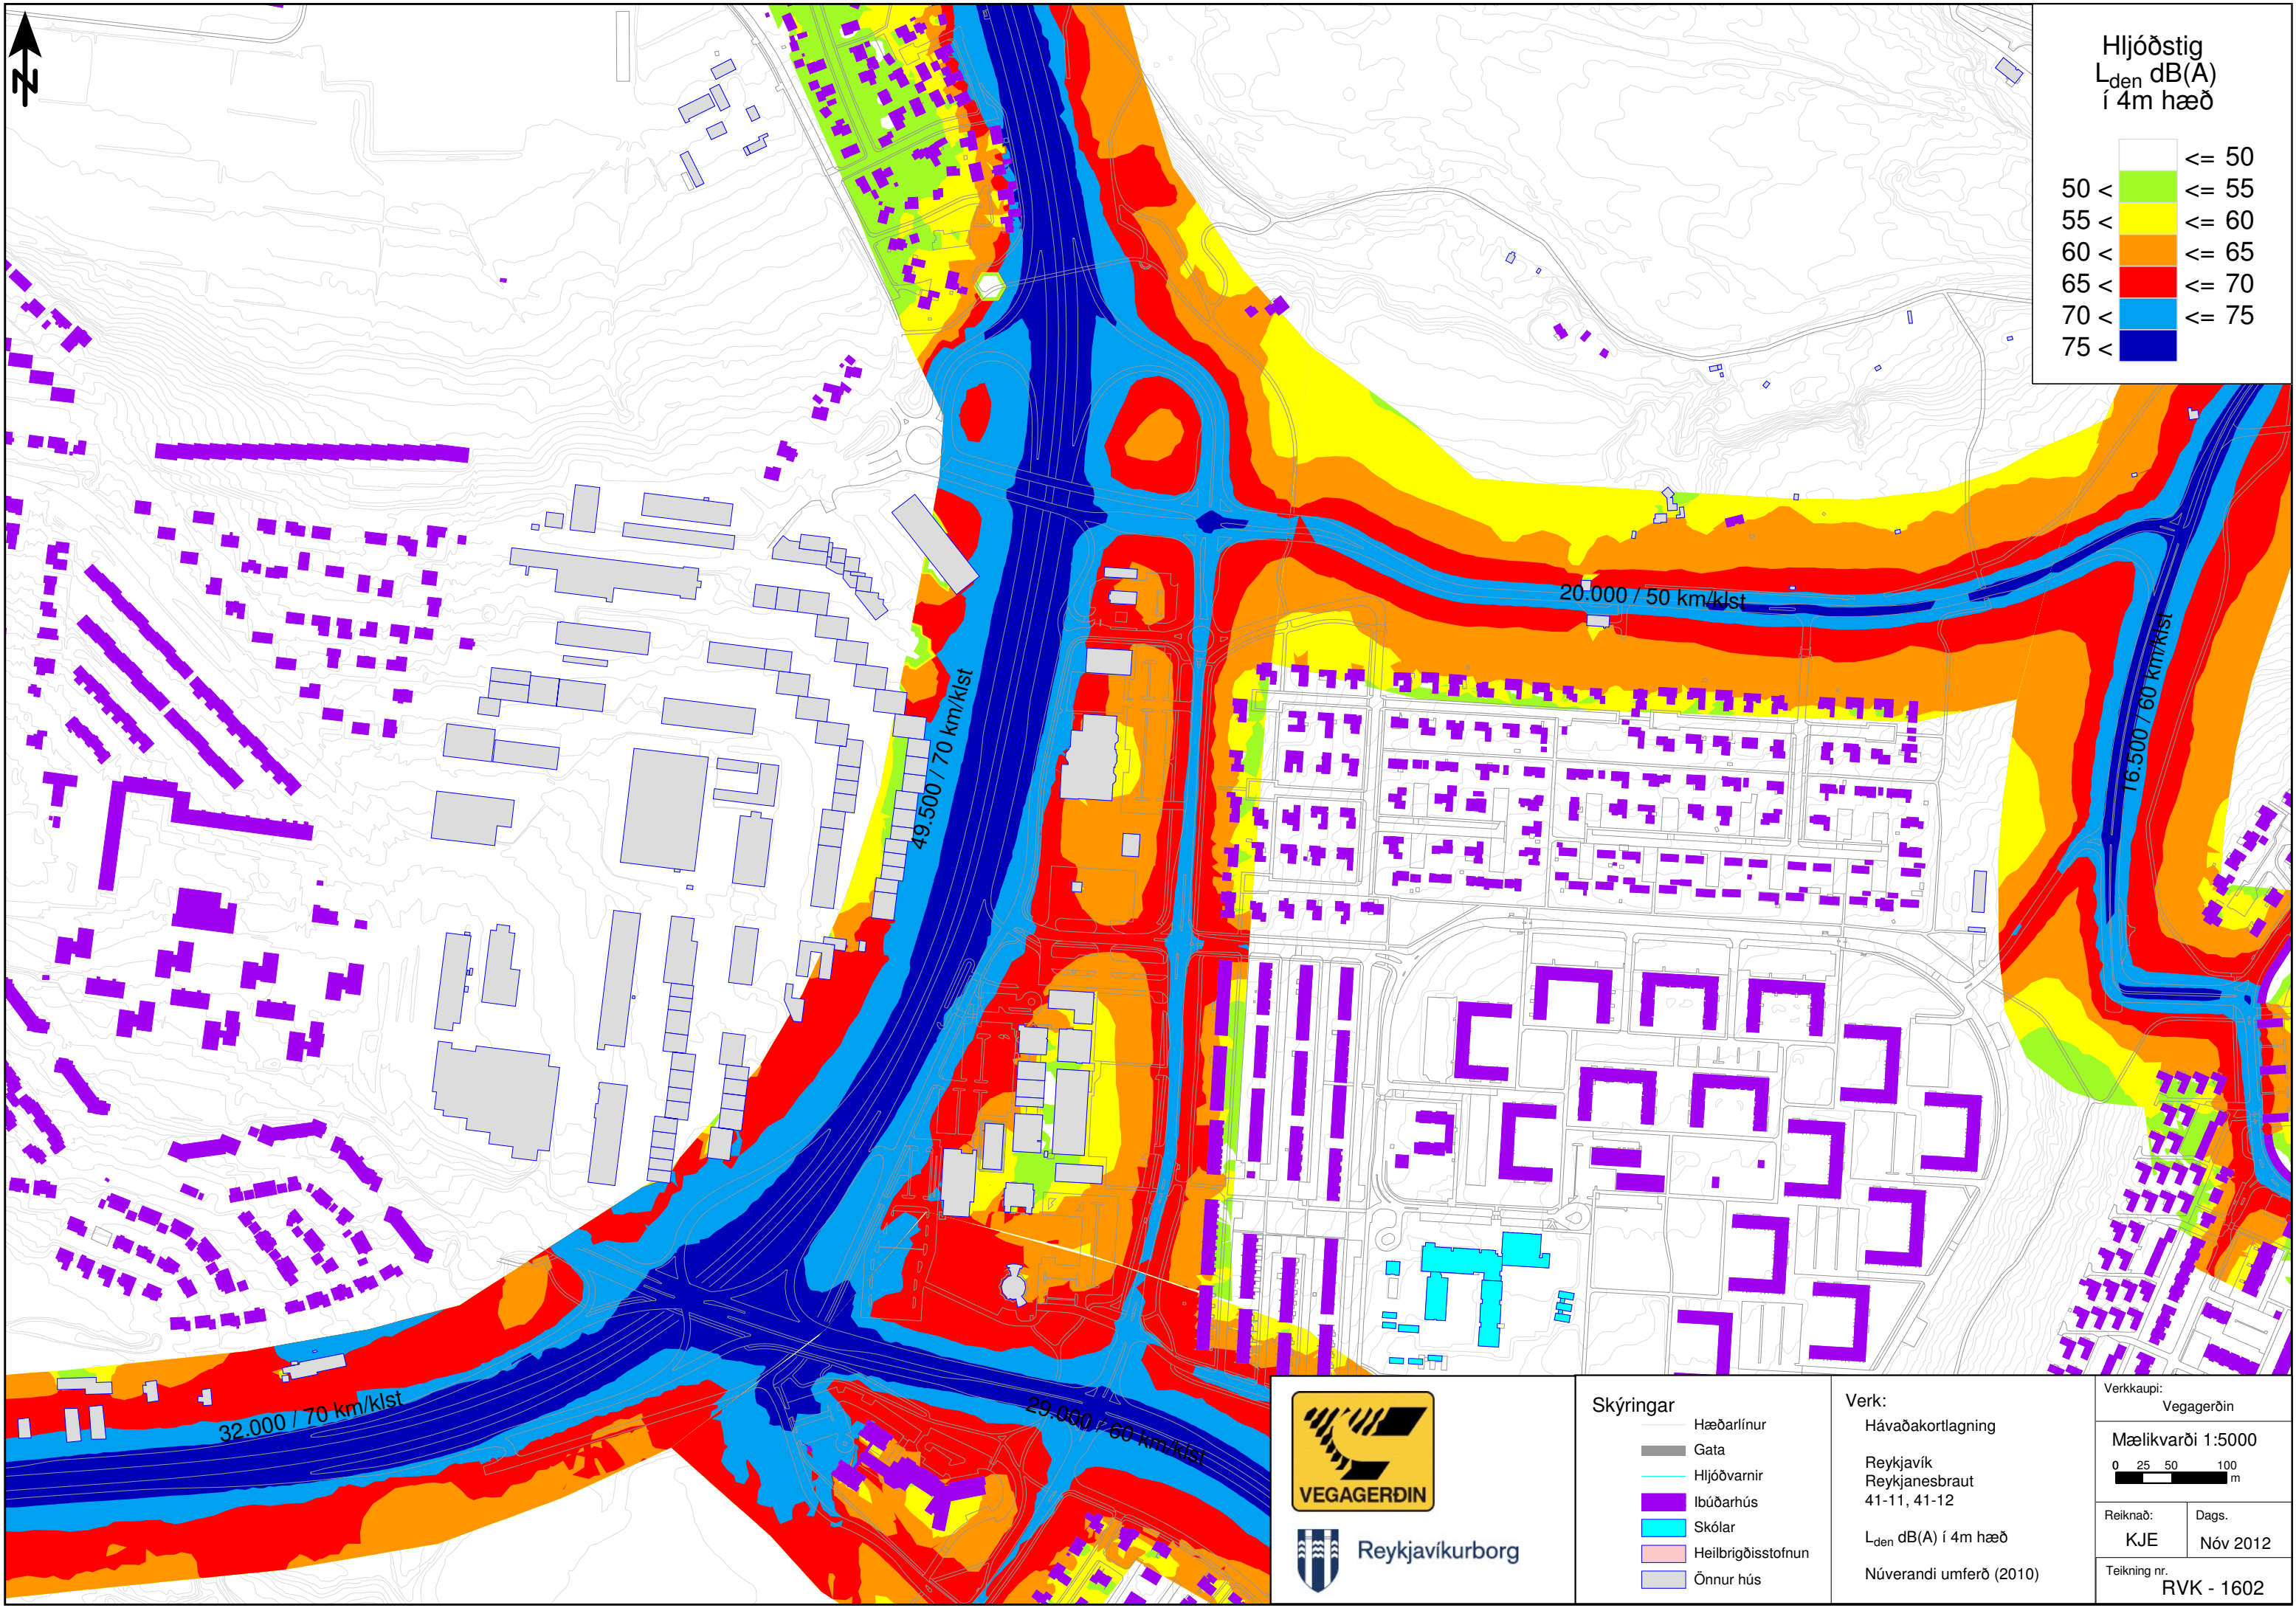 N
Hljóðstig
Lden dB(A)
í 4m hæð
<= 50
50 < <= 55
55 < <= 60
60 < <= 65
65 < <= 70
70 < <= 75
75 <
20.000 / 50 km/klst
16.500 / 60 km/klst
49.500 / 70 km/klst
32.000 / 70 km/klst
29.000 / 60 km/klst
VEGAGERÐIN
Reykjavíkurborg
Skýringar
Hæðarlínur
Gata
Hljóðvarnir
Ibúðarhús
Skólar
Heilbrigðisstofnun
Önnur hús
Verk:
Hávaðakortlagning
Reykjavík
Reykjanesbraut
41-11, 41-12
Lden dB(A) í 4m hæð
Núverandi umferð (2010)
Verkkaupi:
Vegagerðin
Mælikvarði 1:5000
0 25 50 100
m
Reiknað:
KJE
Dags.
Nóv 2012
Teikning nr.
RVK - 1602